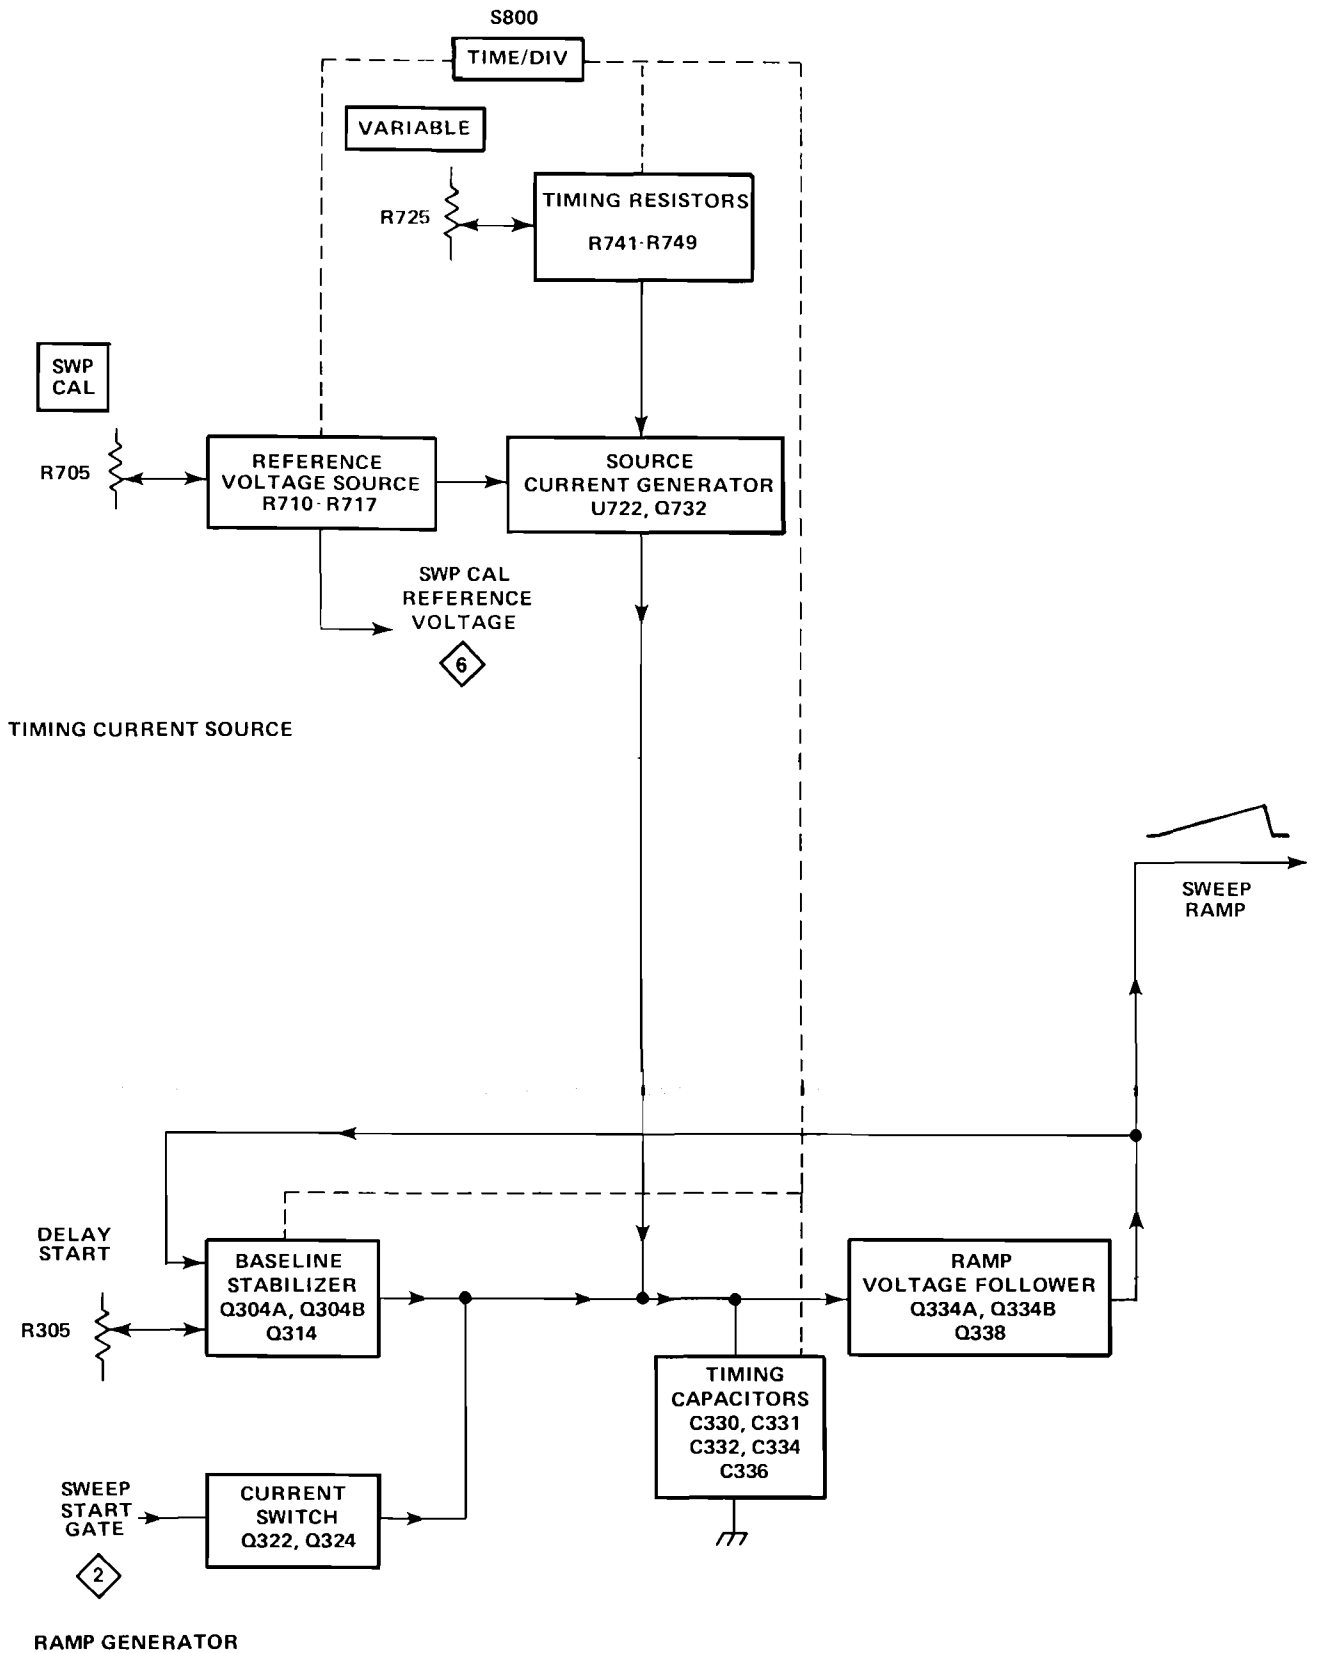 S800
TIME/DIV
VARIABLE
R725
TIMING RESISTORS
R741-R749
SWP
CAL
R705
REFERENCE
VOLTAGE SOURCE
R710-R717
SOURCE
CURRENT GENERATOR
U722, Q732
SWP CAL
REFERENCE
VOLTAGE
6
TIMING CURRENT SOURCE
SWEEP
RAMP
DELAY
START
R305
BASELINE
STABILIZER
Q304A, Q304B
Q314
RAMP
VOLTAGE FOLLOWER
Q334A, Q334B
Q338
TIMING
CAPACITORS
C330, C331
C332, C334
C336
SWEEP
START
GATE
2
CURRENT
SWITCH
Q322, Q324
RAMP GENERATOR